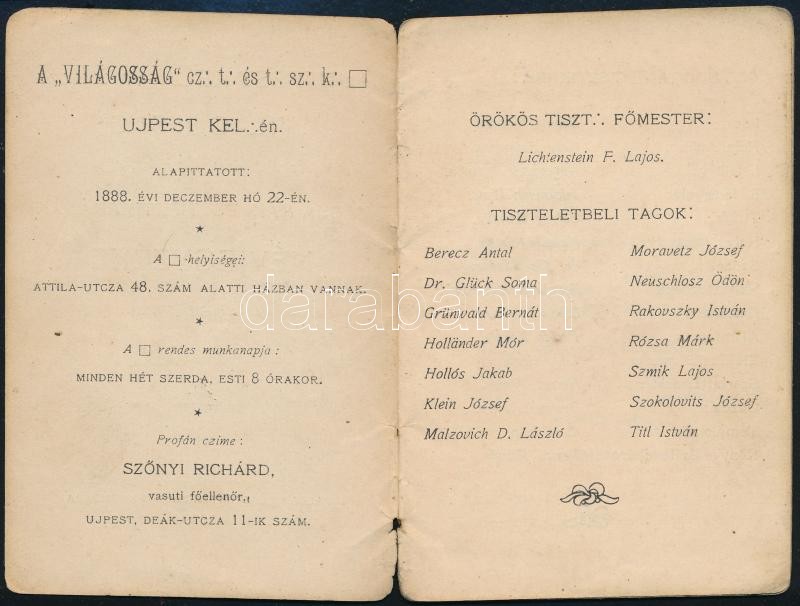 A „VILÁGOSSÁG“ cz∴ t∴ és t∴ sz∴ k∴ □
UJPEST KEL∴én.
ALAPITTATOTT:
1888. ÉVI DECZEMBER HÓ 22-ÉN.
★
A □-helyiségei:
ATTILA-UTCZA 48. SZÁM ALATTI HÁZBAN VANNAK.
★
A □ rendes munkanapja:
MINDEN HÉT SZERDA, ESTI 8 ÓRAKOR.
★
Profán czime:
SZŐNYI RICHÁRD,
vasuti főellenőr.,
UJPEST, DEÁK-UTCZA 11-IK SZÁM.
ÖRÖKÖS TISZT∴ FŐMESTER:
Lichtenstein F. Lajos.
TISZTELETBELI TAGOK:
Berecz Antal
Dr. Glück Soma
Grünwald Bernát
Holländer Mór
Hollós Jakab
Klein József
Malzovich D. László
Moravetz József
Neuschlosz Ödön
Rakovszky István
Rózsa Márk
Szmik Lajos
Szokolovits József
Titl István
darabanth